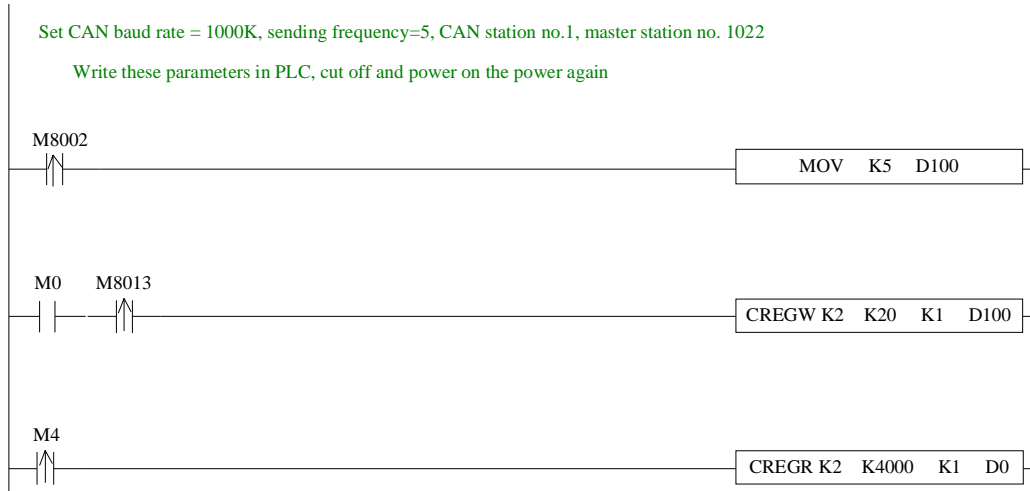 Set CAN baud rate = 1000K, sending frequency=5, CAN station no.1, master station no. 1022
Write these parameters in PLC, cut off and power on the power again
M8002
MOV K5 D100
M0 M8013
CREGW K2 K20 K1 D100
M4
CREGR K2 K4000 K1 D0